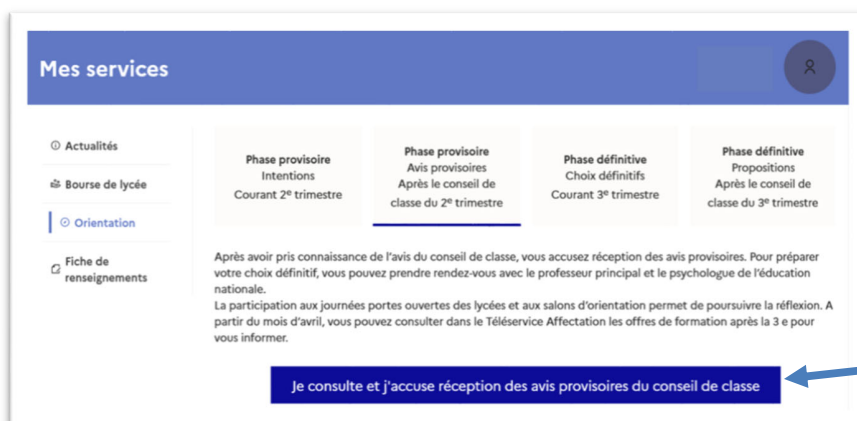 Mes services
Actualités
Bourse de lycée
Orientation
Fiche de
renseignements
Phase provisoire
Intentions
Courant 2e trimestre
Phase provisoire
Avis provisoires
Après le conseil de
classe du 2e trimestre
Phase définitive
Choix définitifs
Courant 3e trimestre
Phase définitive
Propositions
Après le conseil de
classe du 3e trimestre
Après avoir pris connaissance de l'avis du conseil de classe, vous accusez réception des avis provisoires. Pour préparer
votre choix définitif, vous pouvez prendre rendez-vous avec le professeur principal et le psychologue de l'éducation
nationale.
La participation aux journées portes ouvertes des lycées et aux salons d'orientation permet de poursuivre la réflexion. A
partir du mois d'avril, vous pouvez consulter dans le Téléservice Affectation les offres de formation après la 3 e pour
vous informer.
Je consulte et j'accuse réception des avis provisoires du conseil de classe